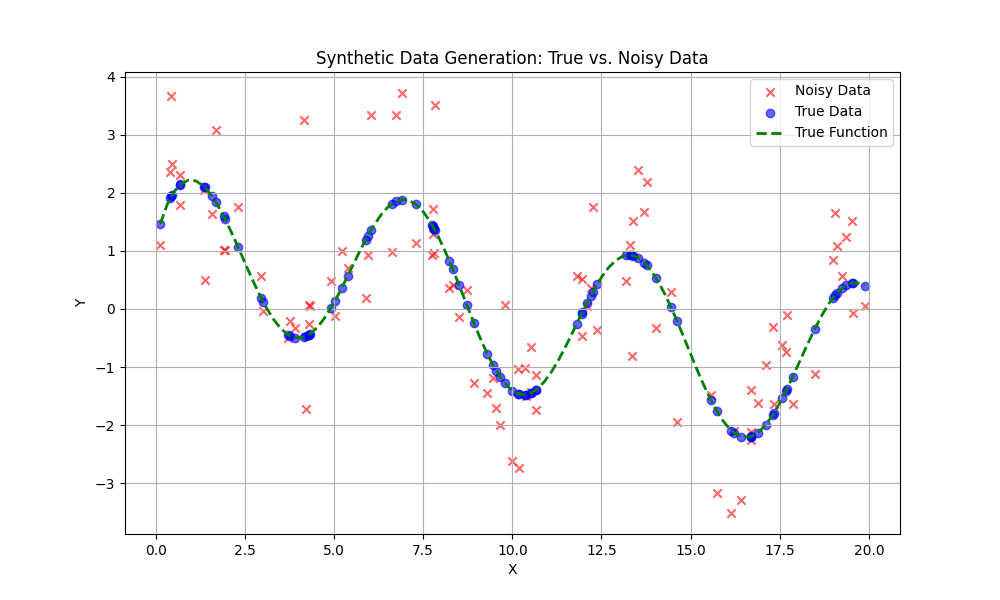 Synthetic Data Generation: True vs. Noisy Data
Noisy Data
True Data
True Function
Y
4
3
2
1
0
−1
−2
−3
0.0 2.5 5.0 7.5 10.0 12.5 15.0 17.5 20.0
X